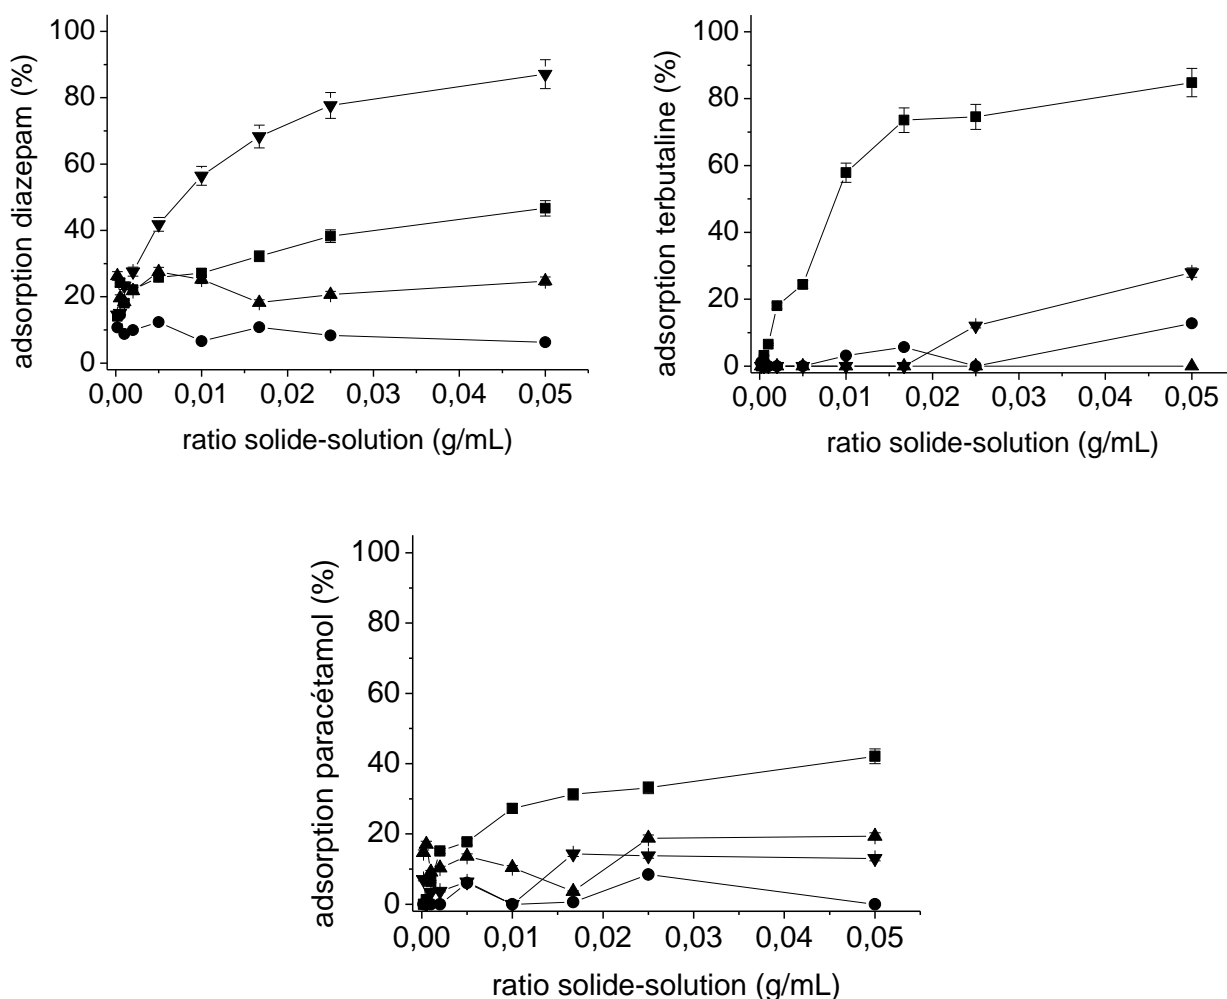 adsorption diazepam (%)
100
80
60
40
20
0
0,00 0,01 0,02 0,03 0,04 0,05
ratio solide-solution (g/mL)
adsorption terbutaline (%)
100
80
60
40
20
0
0,00 0,01 0,02 0,03 0,04 0,05
ratio solide-solution (g/mL)
adsorption paracétamol (%)
100
80
60
40
20
0
0,00 0,01 0,02 0,03 0,04 0,05
ratio solide-solution (g/mL)